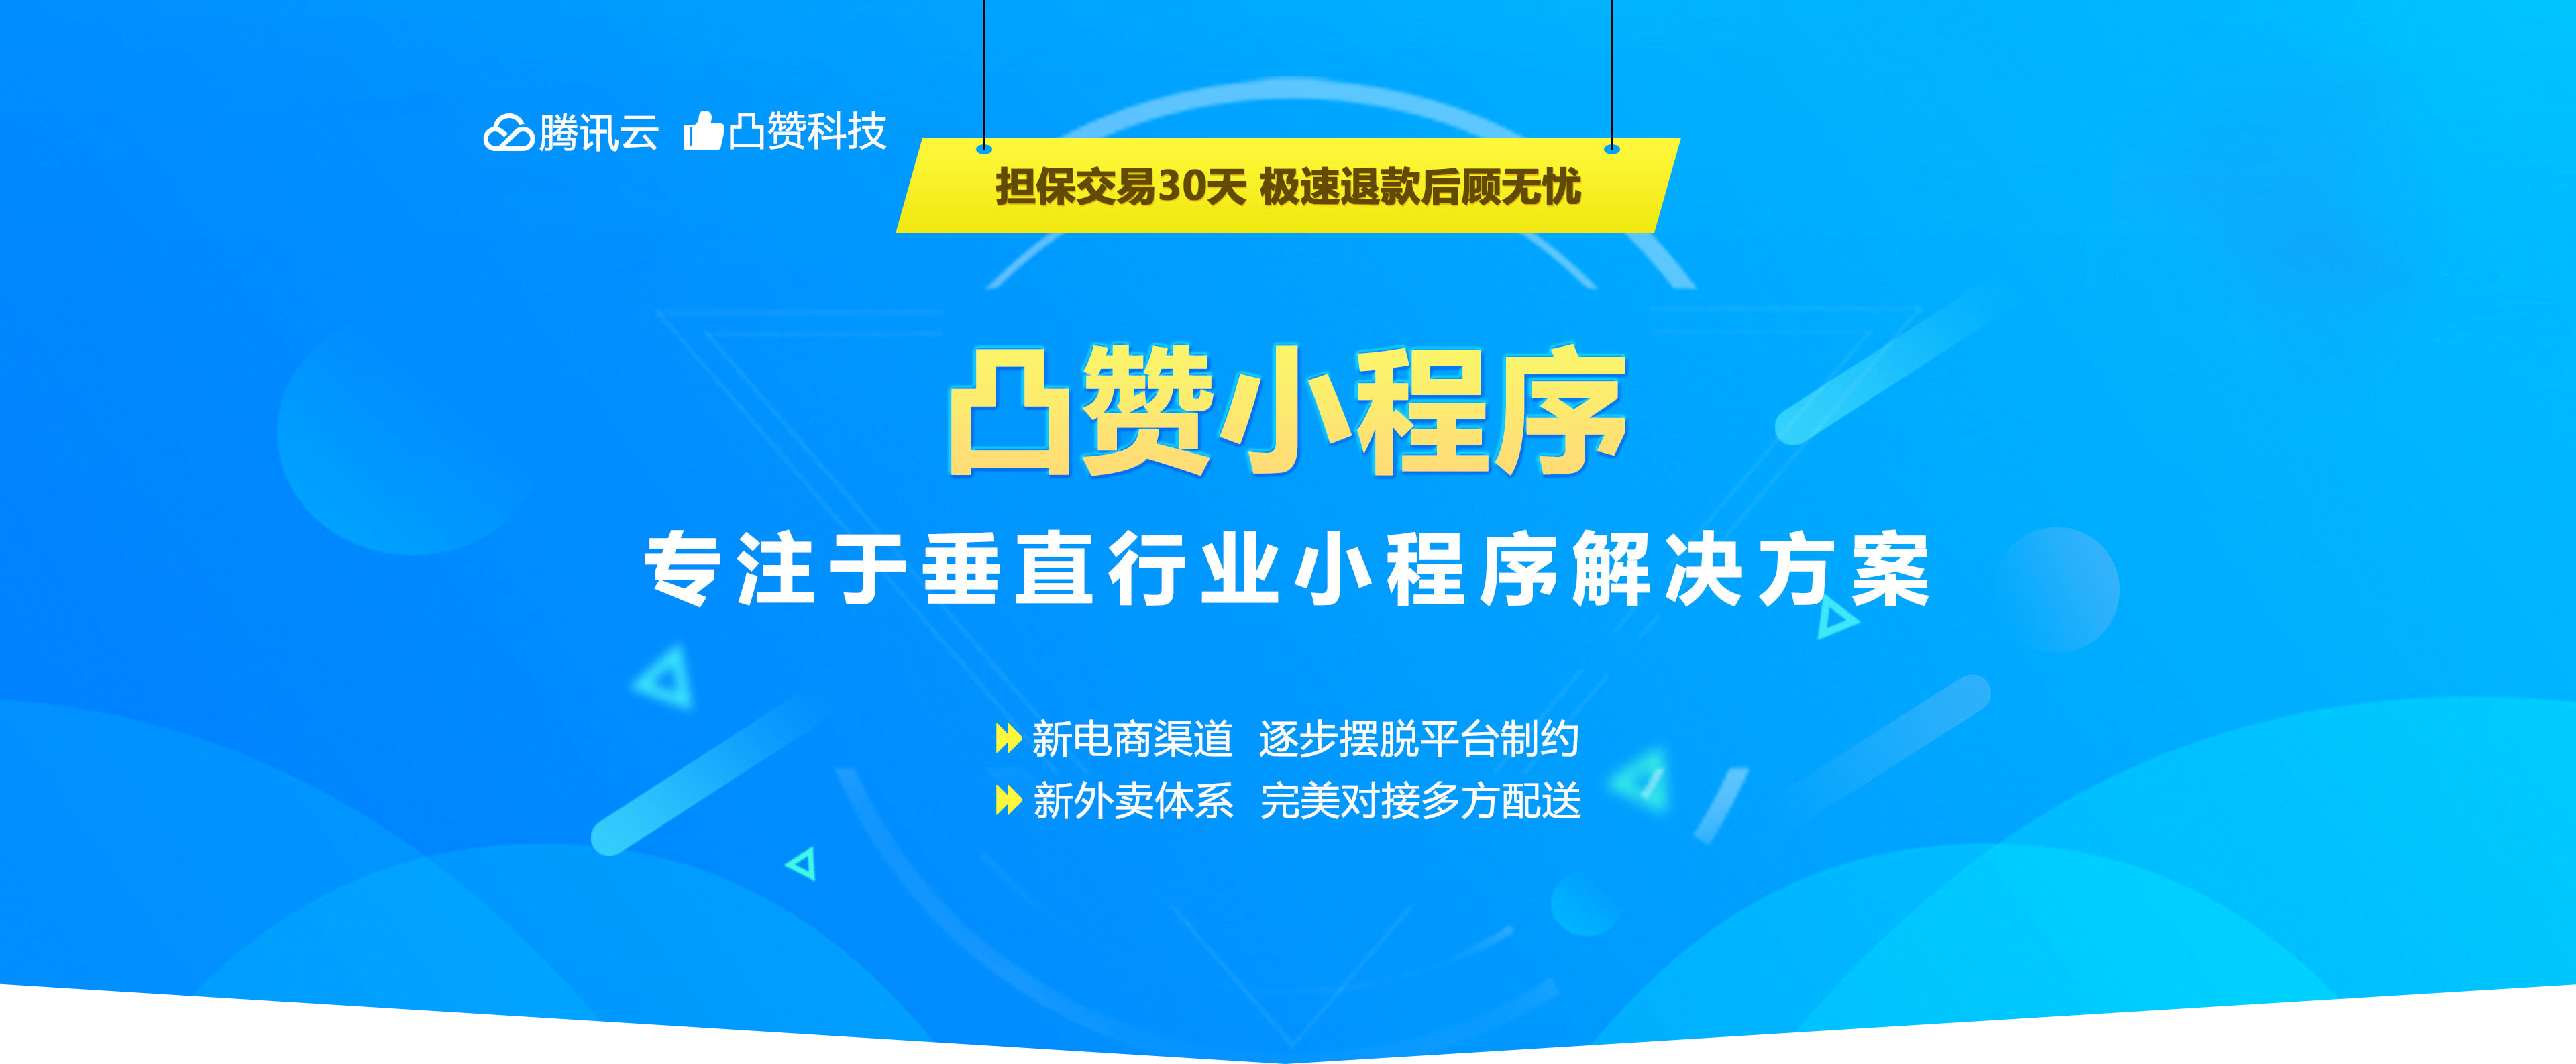 腾讯云 凸赞科技
担保交易30天 极速退款后顾无忧
凸赞小程序
专注于垂直行业小程序解决方案
新电商渠道 逐步摆脱平台制约
新外卖体系 完美对接多方配送